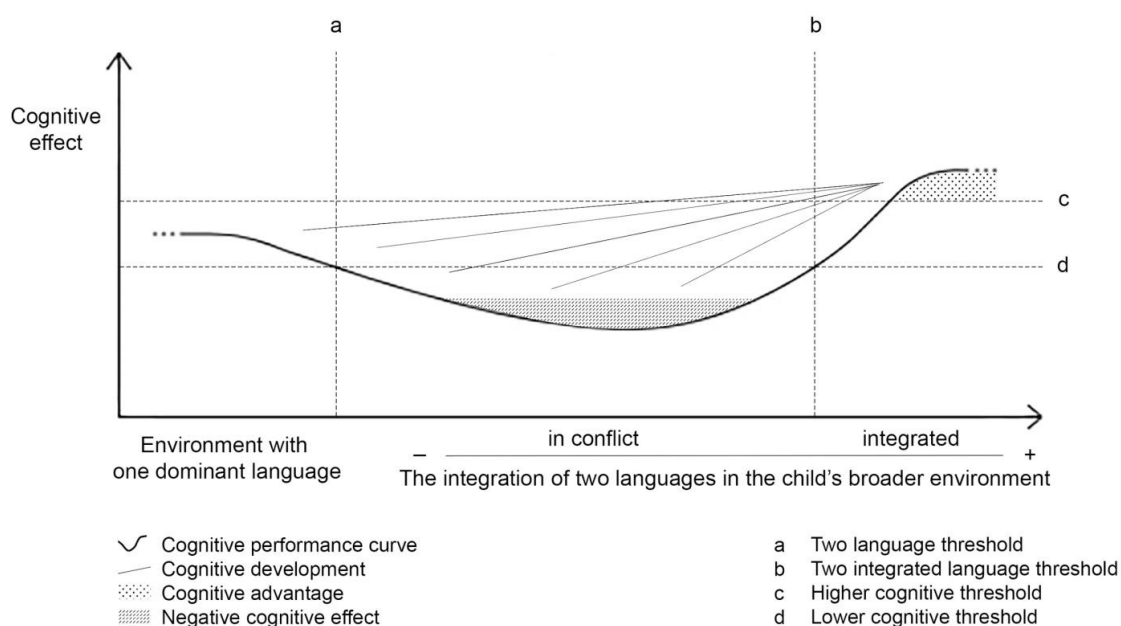 a
b
Cognitive
effect
c
d
Environment with
one dominant language
in conflict
integrated
– +
The integration of two languages in the child's broader environment
Cognitive performance curve
Cognitive development
Cognitive advantage
Negative cognitive effect
a Two language threshold
b Two integrated language threshold
c Higher cognitive threshold
d Lower cognitive threshold